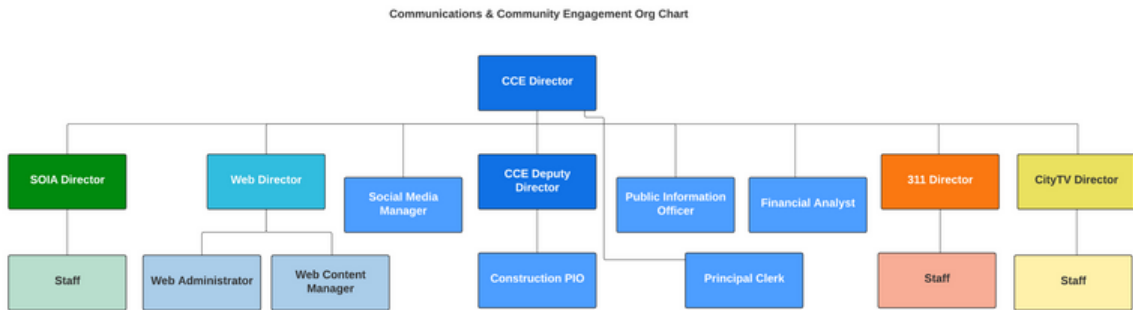 Communications & Community Engagement Org Chart
CCE Director
SOIA Director
Web Director
Social Media
Manager
CCE Deputy
Director
Public Information
Officer
Financial Analyst
311 Director
CityTV Director
Staff
Web Administrator
Web Content
Manager
Construction PIO
Principal Clerk
Staff
Staff